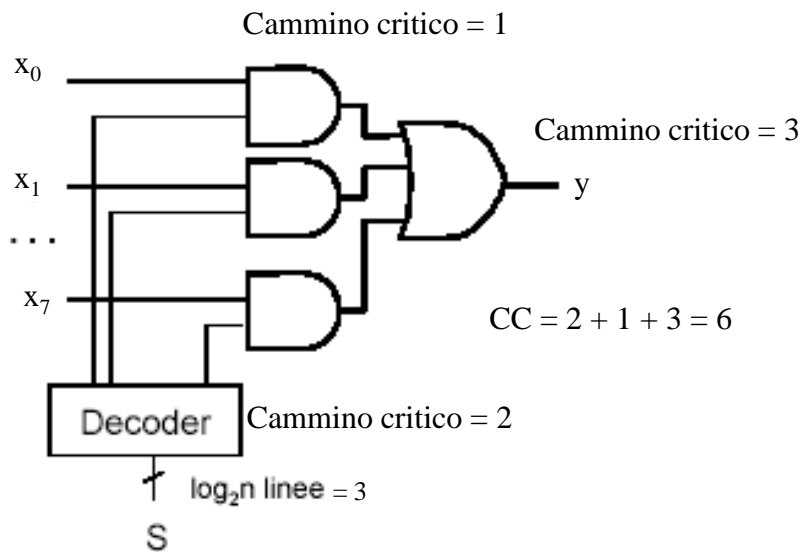 Cammino critico = 1
x₀
Cammino critico = 3
x₁
y
. . .
x₇
CC = 2 + 1 + 3 = 6
Decoder
Cammino critico = 2
log₂n linee = 3
S